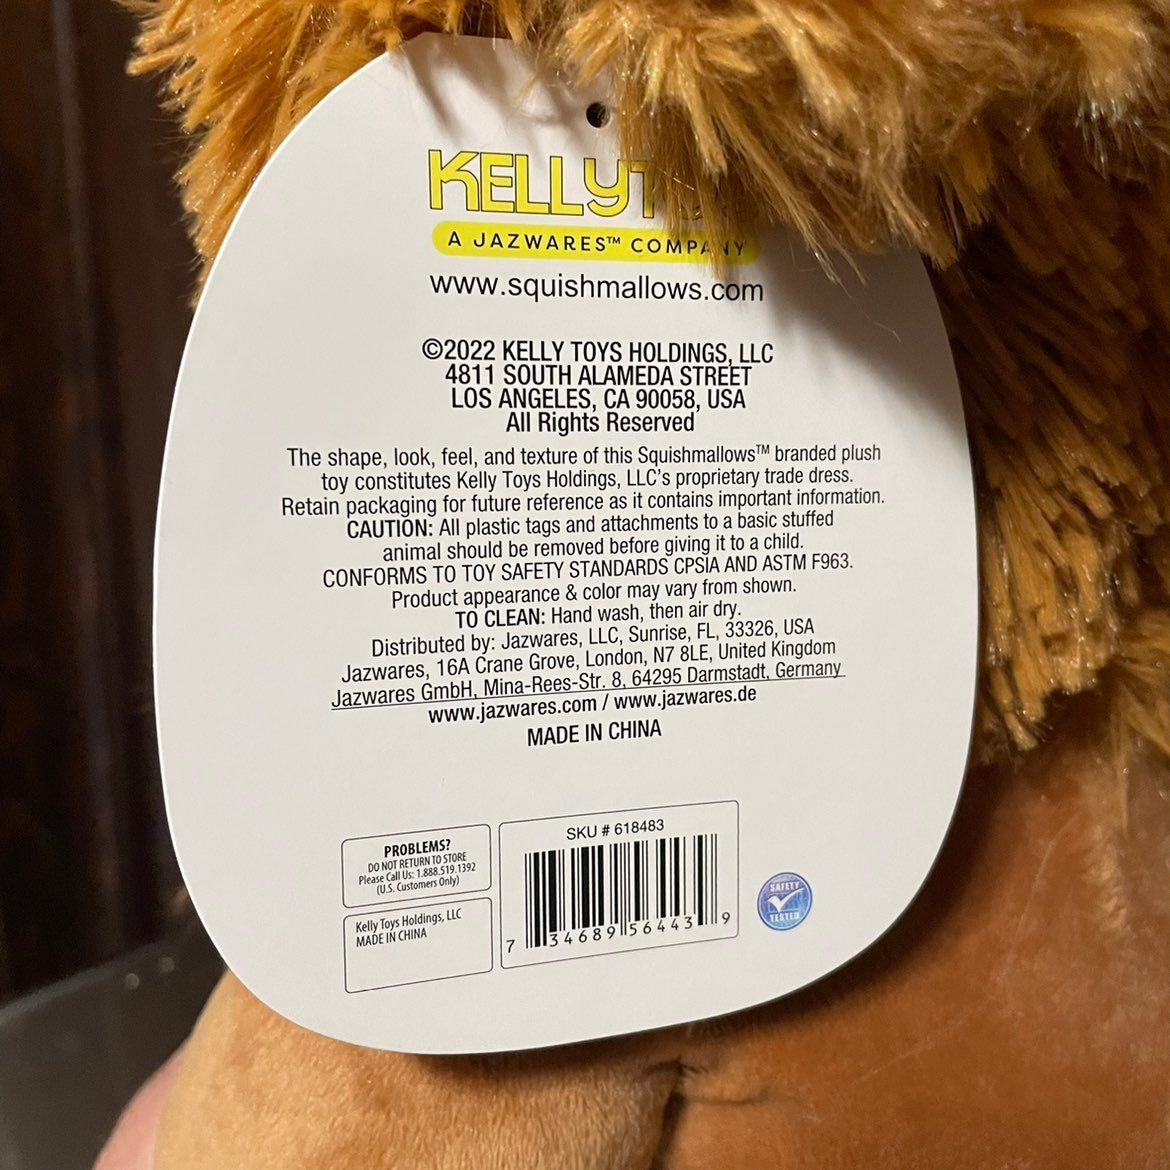 KELLYT
A JAZWARES™ COMPANY
www.squishmallows.com
©2022 KELLY TOYS HOLDINGS, LLC
4811 SOUTH ALAMEDA STREET
LOS ANGELES, CA 90058, USA
All Rights Reserved
The shape, look, feel, and texture of this Squishmallows™ branded plush
toy constitutes Kelly Toys Holdings, LLC's proprietary trade dress.
Retain packaging for future reference as it contains important information.
CAUTION: All plastic tags and attachments to a basic stuffed
animal should be removed before giving it to a child.
CONFORMS TO TOY SAFETY STANDARDS CPSIA AND ASTM F963.
Product appearance & color may vary from shown.
TO CLEAN: Hand wash, then air dry.
Distributed by: Jazwares, LLC, Sunrise, FL, 33326, USA
Jazwares, 16A Crane Grove, London, N7 8LE, United Kingdom
Jazwares GmbH, Mina-Rees-Str. 8, 64295 Darmstadt, Germany
www.jazwares.com / www.jazwares.de
MADE IN CHINA
PROBLEMS?
DO NOT RETURN TO STORE
Please Call Us: 1.888.519.1392
(U.S. Customers Only)
Kelly Toys Holdings, LLC
MADE IN CHINA
SKU # 618483
7 34689 56443 9
SAFETY
TESTED